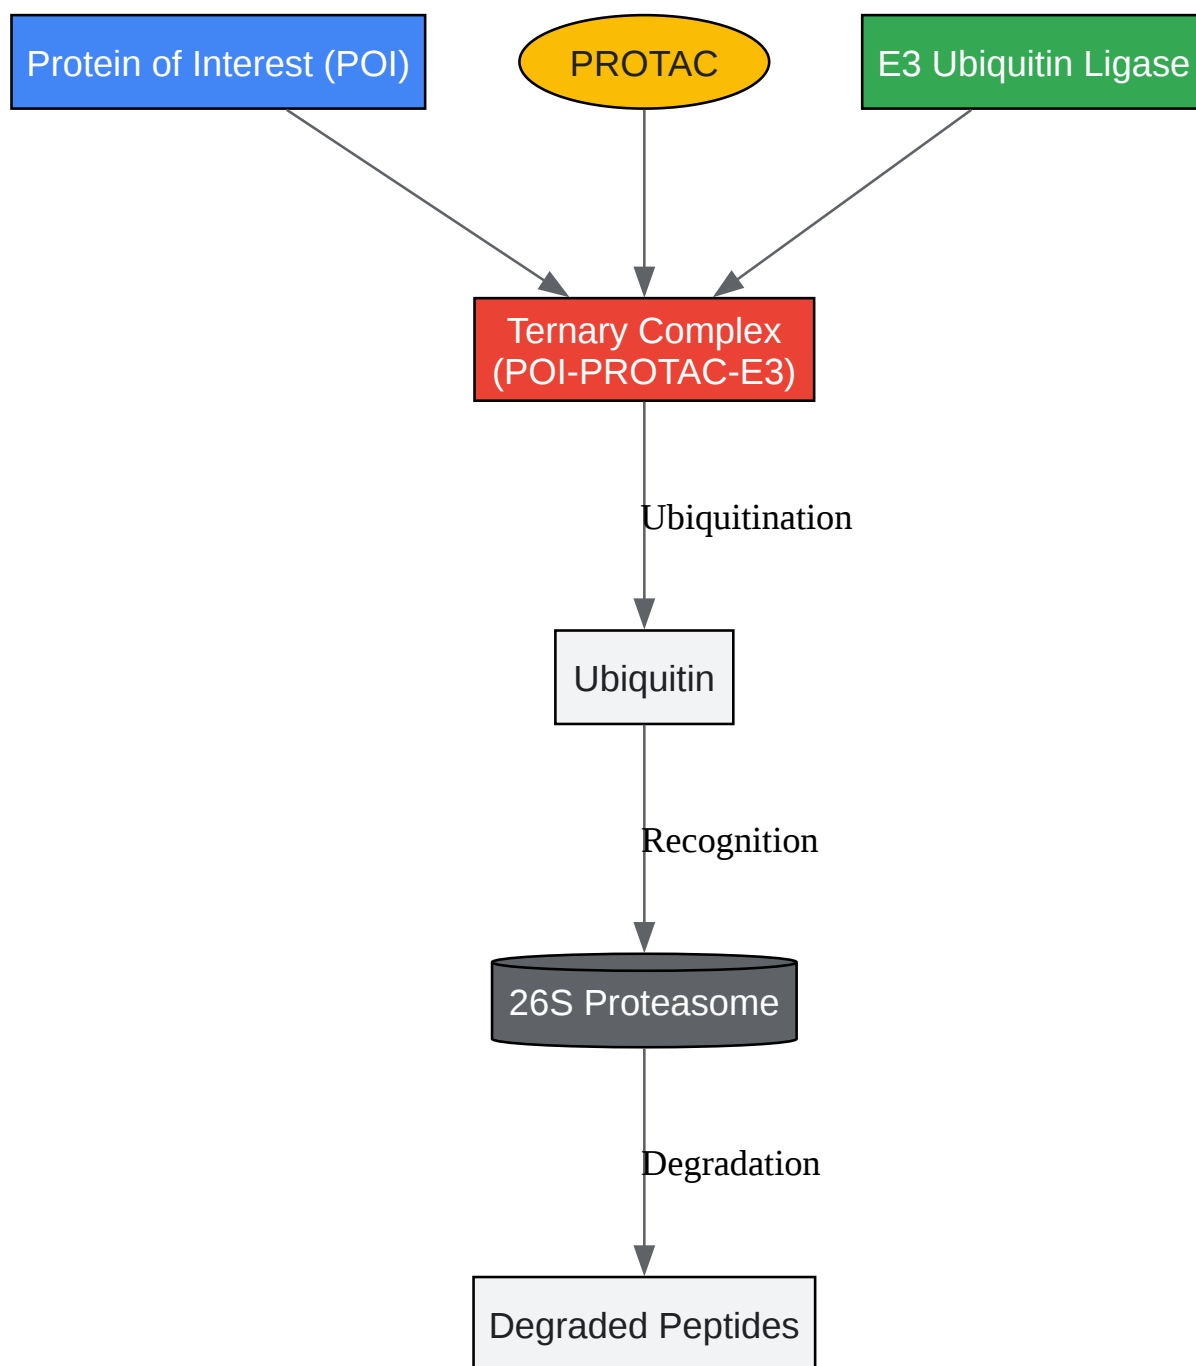 Protein of Interest (POI)
PROTAC
E3 Ubiquitin Ligase
Ternary Complex
(POI-PROTAC-E3)
Ubiquitination
Ubiquitin
Recognition
26S Proteasome
Degradation
Degraded Peptides